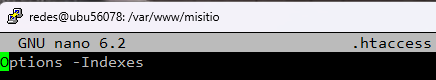 redes@ubu56078: /var/www/misitio
GNU nano 6.2 .htaccess
Options -Indexes